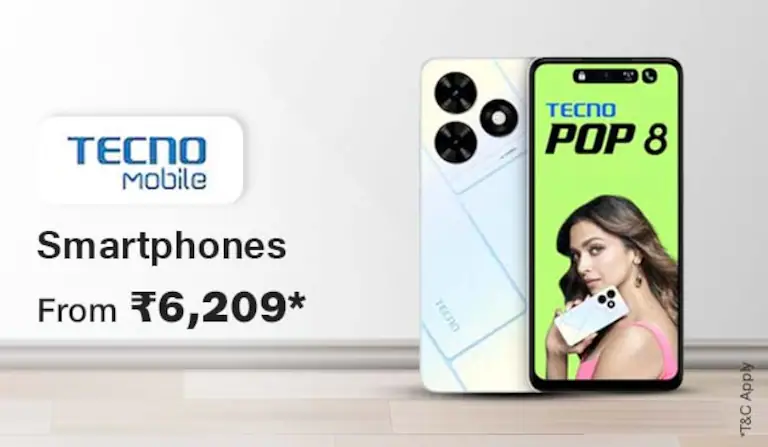 TECNO
Mobile
Smartphones
From ₹6,209*
TECNO
POP 8
TECNO
*T&C Apply